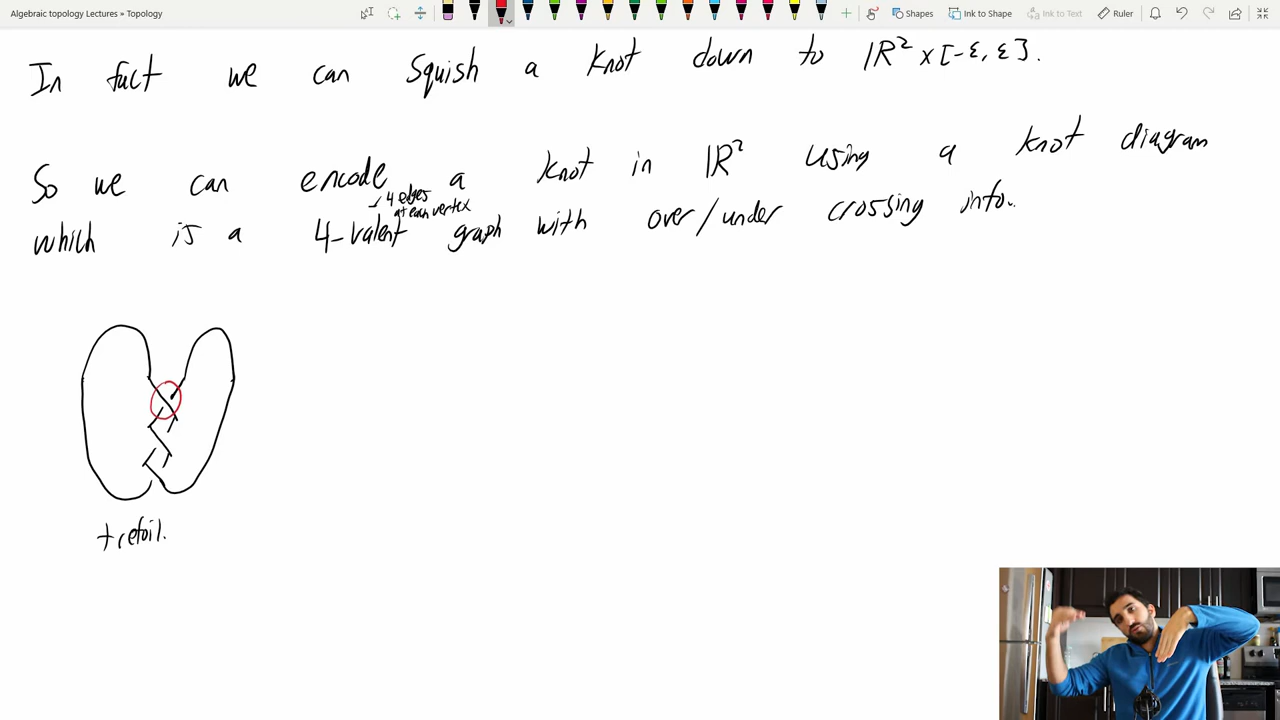 Algebraic topology Lectures » Topology
Shapes
Ink to Shape
Ink to Text
Ruler
In fact we can squish a knot down to IR² x [-ε, ε].
So we can encode a knot in IR² using a knot diagram
4 edges
at each vertex
which is a 4-valent graph with over/under crossing info.
trefoil.